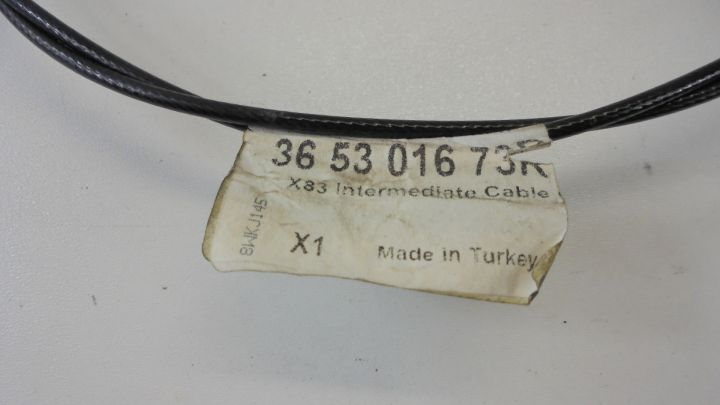 36 53 016 73R
X83 Intermediate Cable
8WKJ145
X1
Made in Turkey